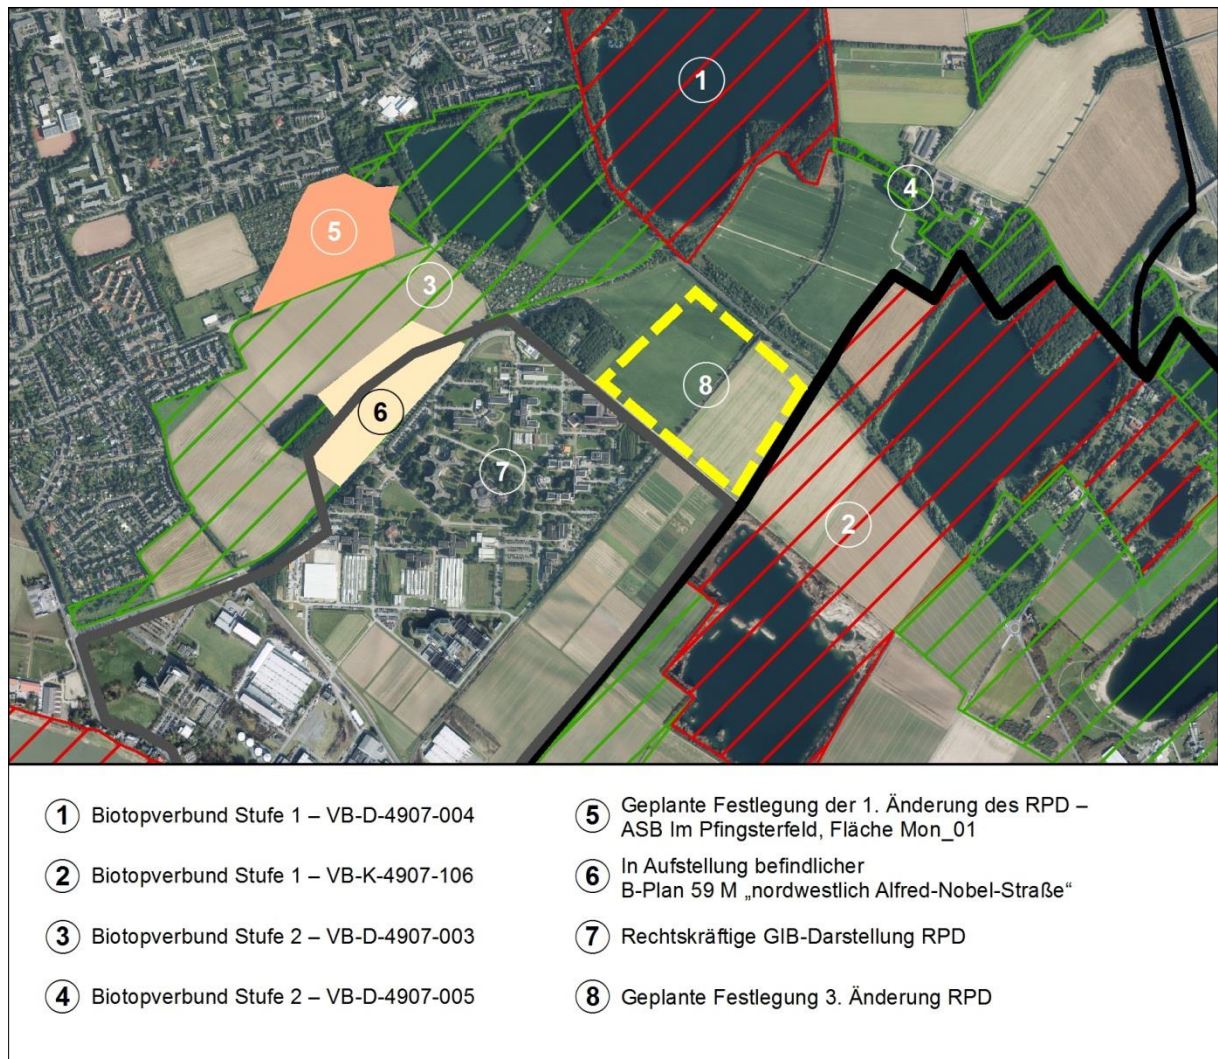 1
5
4
3
8
6
7
2
1 Biotopverbund Stufe 1 – VB-D-4907-004
2 Biotopverbund Stufe 1 – VB-K-4907-106
3 Biotopverbund Stufe 2 – VB-D-4907-003
4 Biotopverbund Stufe 2 – VB-D-4907-005
5 Geplante Festlegung der 1. Änderung des RPD –
ASB Im Pfingsterfeld, Fläche Mon_01
6 In Aufstellung befindlicher
B-Plan 59 M „nordwestlich Alfred-Nobel-Straße“
7 Rechtskräftige GIB-Darstellung RPD
8 Geplante Festlegung 3. Änderung RPD